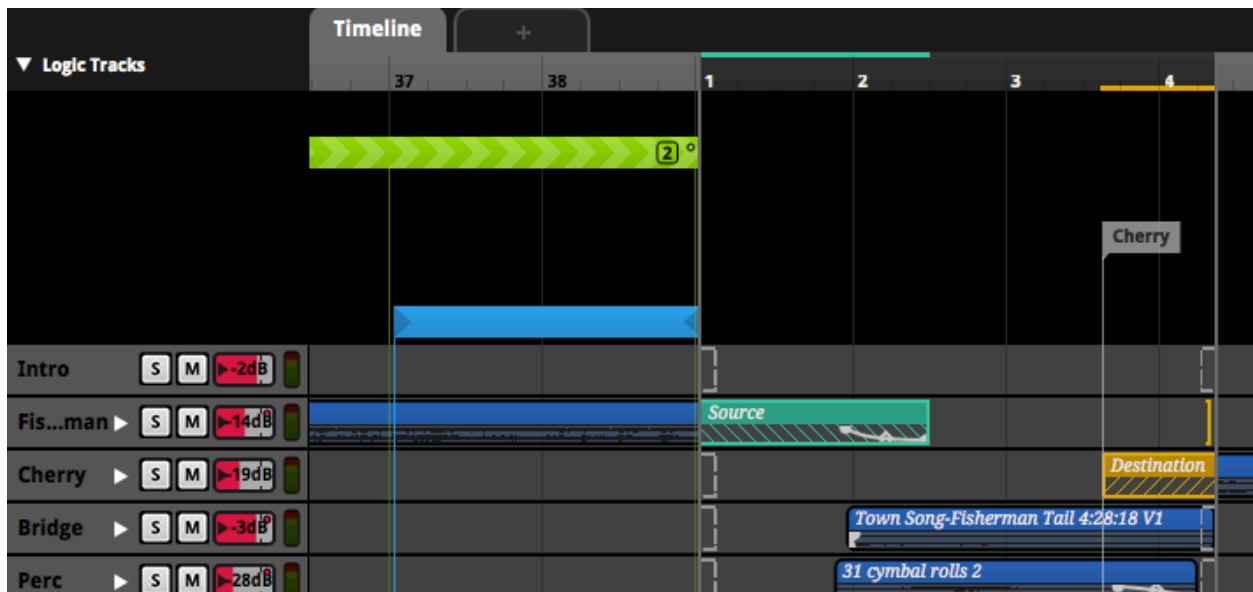 Timeline +
Logic Tracks
37 38 1 2 3 4
2
Cherry
Intro S M -2dB
Fis...man S M -14dB Source
Cherry S M -19dB Destination
Bridge S M -3dB Town Song-Fisherman Tail 4:28:18 V1
Perc S M -28dB 31 cymbal rolls 2